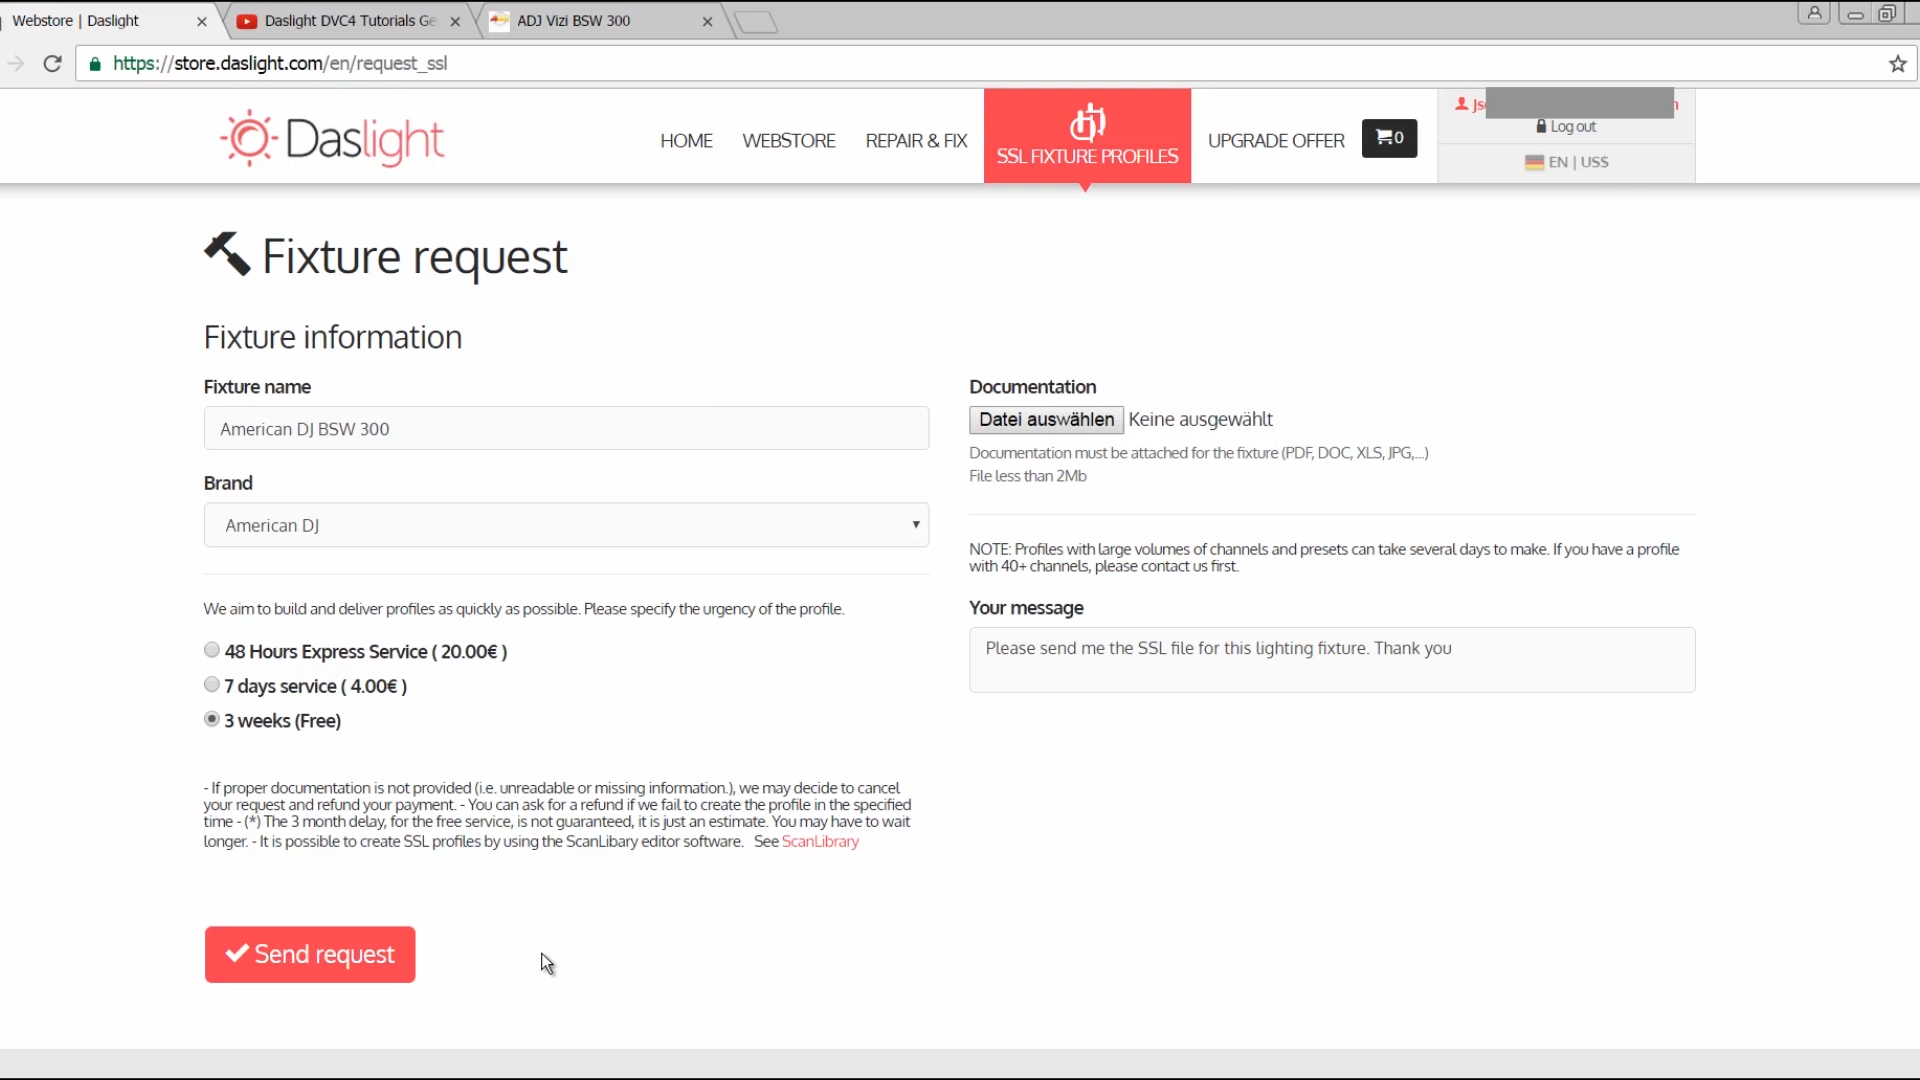 Webstore | Daslight
Daslight DVC4 Tutorials Ge
ADJ Vizi BSW 300
https://store.daslight.com/en/request_ssl
Daslight
HOME
WEBSTORE
REPAIR & FIX
SSL FIXTURE PROFILES
UPGRADE OFFER
0
Log out
EN | US$
Fixture request
Fixture information
Fixture name
American DJ BSW 300
Brand
American DJ
We aim to build and deliver profiles as quickly as possible. Please specify the urgency of the profile.
48 Hours Express Service ( 20.00€ )
7 days service ( 4.00€ )
3 weeks (Free)
- If proper documentation is not provided (i.e. unreadable or missing information.), we may decide to cancel
your request and refund your payment. - You can ask for a refund if we fail to create the profile in the specified
time - (*) The 3 month delay, for the free service, is not guaranteed, it is just an estimate. You may have to wait
longer. - It is possible to create SSL profiles by using the ScanLibary editor software. See ScanLibrary
Send request
Documentation
Datei auswählen Keine ausgewählt
Documentation must be attached for the fixture (PDF, DOC, XLS, JPG,...)
File less than 2Mb
NOTE: Profiles with large volumes of channels and presets can take several days to make. If you have a profile
with 40+ channels, please contact us first.
Your message
Please send me the SSL file for this lighting fixture. Thank you